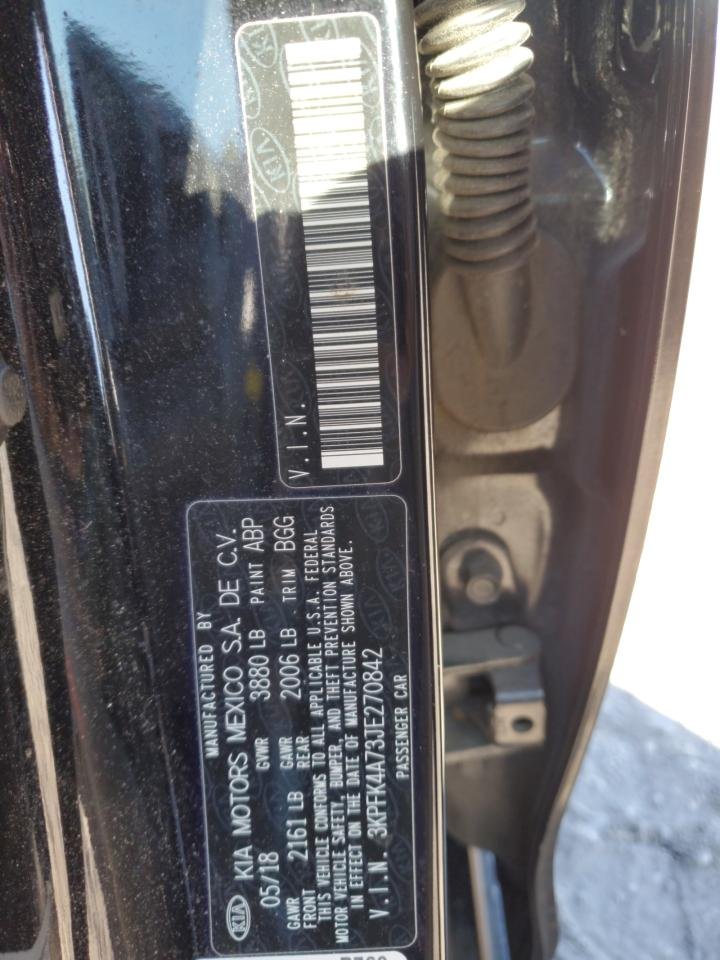 MANUFACTURED BY
KIA KIA MOTORS MEXICO S.A. DE C.V.
05/18 GVWR 3880 LB PAINT ABP
GAWR FRONT 2161 LB GAWR REAR 2006 LB TRIM BGG
THIS VEHICLE CONFORMS TO ALL APPLICABLE U.S.A. FEDERAL
MOTOR VEHICLE SAFETY, BUMPER, AND THEFT PREVENTION STANDARDS
IN EFFECT ON THE DATE OF MANUFACTURE SHOWN ABOVE.
V.I.N. 3KPFK4A73JE270842
PASSENGER CAR
V.I.N.